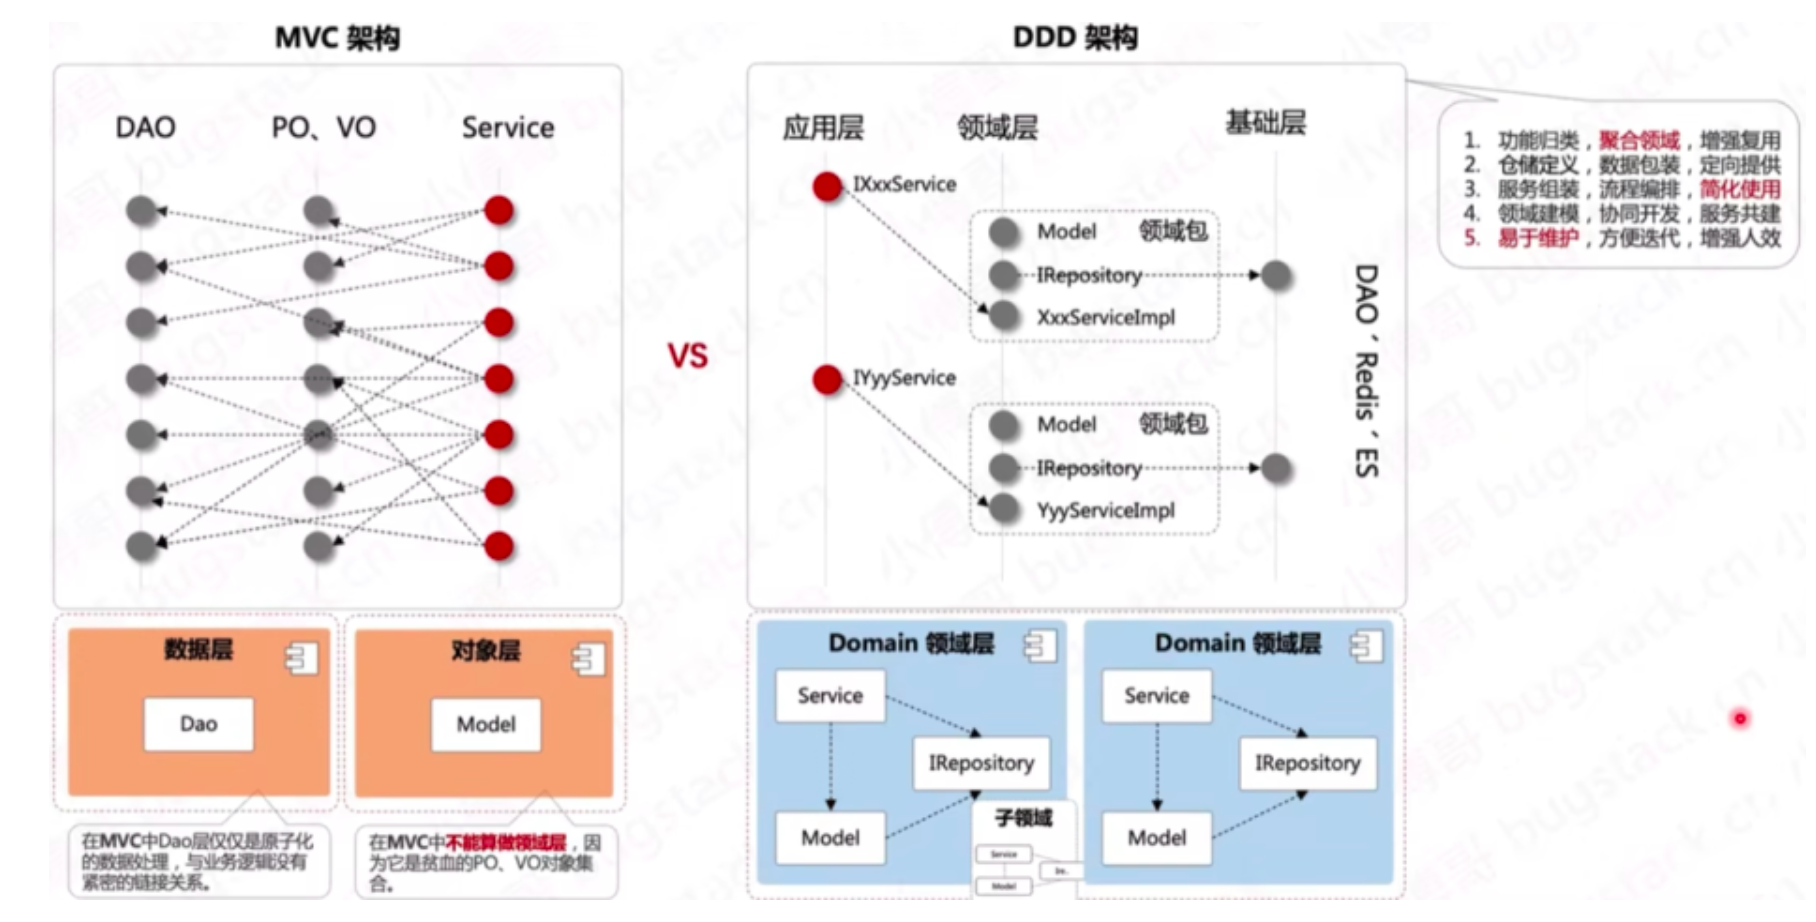 MVC 架构
DAO
PO、VO
Service
数据层
Dao
对象层
Model
在MVC中Dao层仅仅是原子化
的数据处理，与业务逻辑没有
紧密的链接关系。
在MVC中不能算做领域层，因
为它是贫血的PO、VO对象集
合。
VS
DDD 架构
应用层
领域层
基础层
IXxxService
Model 领域包
IRepository
XxxServiceImpl
IYyyService
Model 领域包
IRepository
YyyServiceImpl
DAO、Redis、ES
Domain 领域层
Service
IRepository
Model
子领域
Service
Model
Domain 领域层
Service
IRepository
Model
1. 功能归类，聚合领域，增强复用
2. 仓储定义，数据包装，定向提供
3. 服务组装，流程编排，简化使用
4. 领域建模，协同开发，服务共建
5. 易于维护，方便迭代，增强人效
小傅哥 bugstack.cn